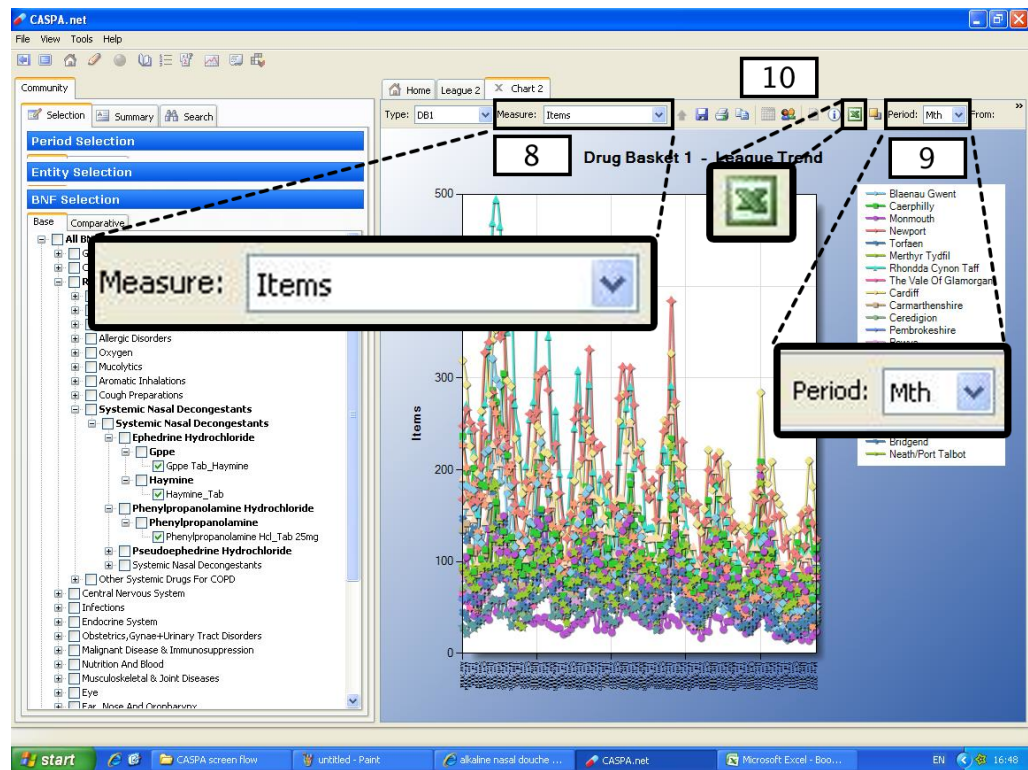 CASPA.net
File View Tools Help
Community
Selection Summary Search
Period Selection
Entity Selection
BNF Selection
Base Comparative
All
Allergic Disorders
Oxygen
Mucolytics
Aromatic Inhalations
Cough Preparations
Systemic Nasal Decongestants
Systemic Nasal Decongestants
Ephedrine Hydrochloride
Gppe
Gppe Tab_Haymine
Haymine
Haymine_Tab
Phenylpropanolamine Hydrochloride
Phenylpropanolamine
Phenylpropanolamine Hcl_Tab 25mg
Pseudoephedrine Hydrochloride
Systemic Nasal Decongestants
Other Systemic Drugs For COPD
Central Nervous System
Infections
Endocrine System
Obstetrics,Gynae+Urinary Tract Disorders
Malignant Disease & Immunosuppression
Nutrition And Blood
Musculoskeletal & Joint Diseases
Eye
Ear, Nose And Oropharynx
Home League 2 Chart 2
10
Type: DB1 Measure: Items Period: Mth From:
8
9
Drug Basket 1 - League Trend
Measure: Items
Period: Mth
500
300
200
100
0
Items
Blaenau Gwent
Caerphilly
Monmouth
Newport
Torfaen
Merthyr Tydfil
Rhondda Cynon Taff
The Vale Of Glamorgan
Cardiff
Carmarthenshire
Ceredigion
Pembrokeshire
Powys
Bridgend
Neath/Port Talbot
start CASPA screen flow untitled - Paint alkaline nasal douche ... CASPA.net Microsoft Excel - Boo... EN 16:48